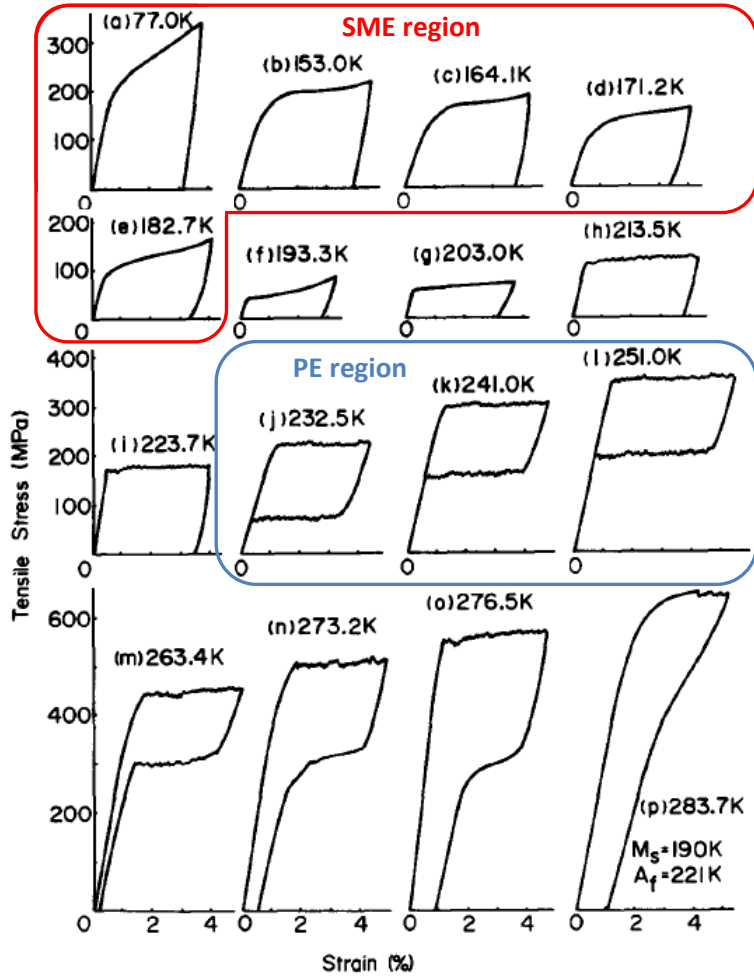 SME region
(a) 77.0K
(b) 153.0K
(c) 164.1K
(d) 171.2K
300
200
100
0
0
0
0
(e) 182.7K
(f) 193.3K
(g) 203.0K
(h) 213.5K
200
100
0
0
0
0
PE region
(i) 223.7K
(j) 232.5K
(k) 241.0K
(l) 251.0K
400
300
200
100
0
0
0
0
(m) 263.4K
(n) 273.2K
(o) 276.5K
(p) 283.7K
Ms=190K
Af=221K
600
400
200
0 2 4
0 2 4
0 2 4
0 2 4
Tensile Stress (MPa)
Strain (%)